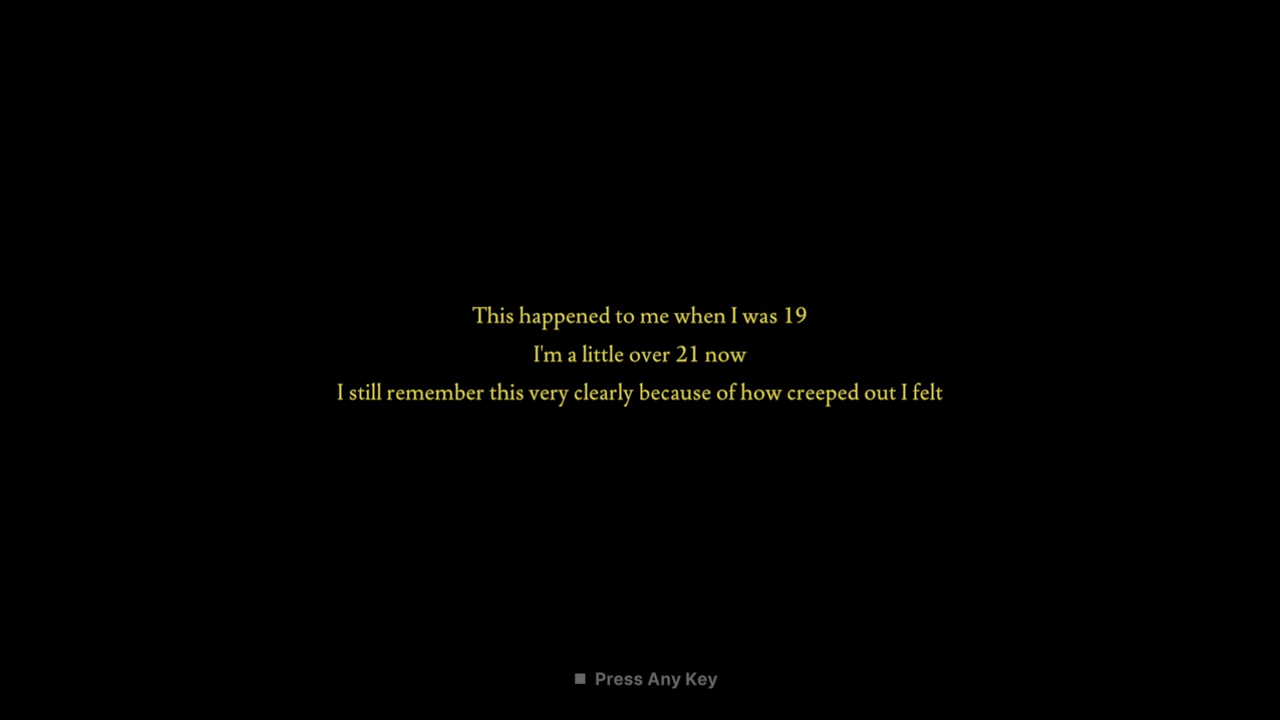 This happened to me when I was 19
I'm a little over 21 now
I still remember this very clearly because of how creeped out I felt
Press Any Key